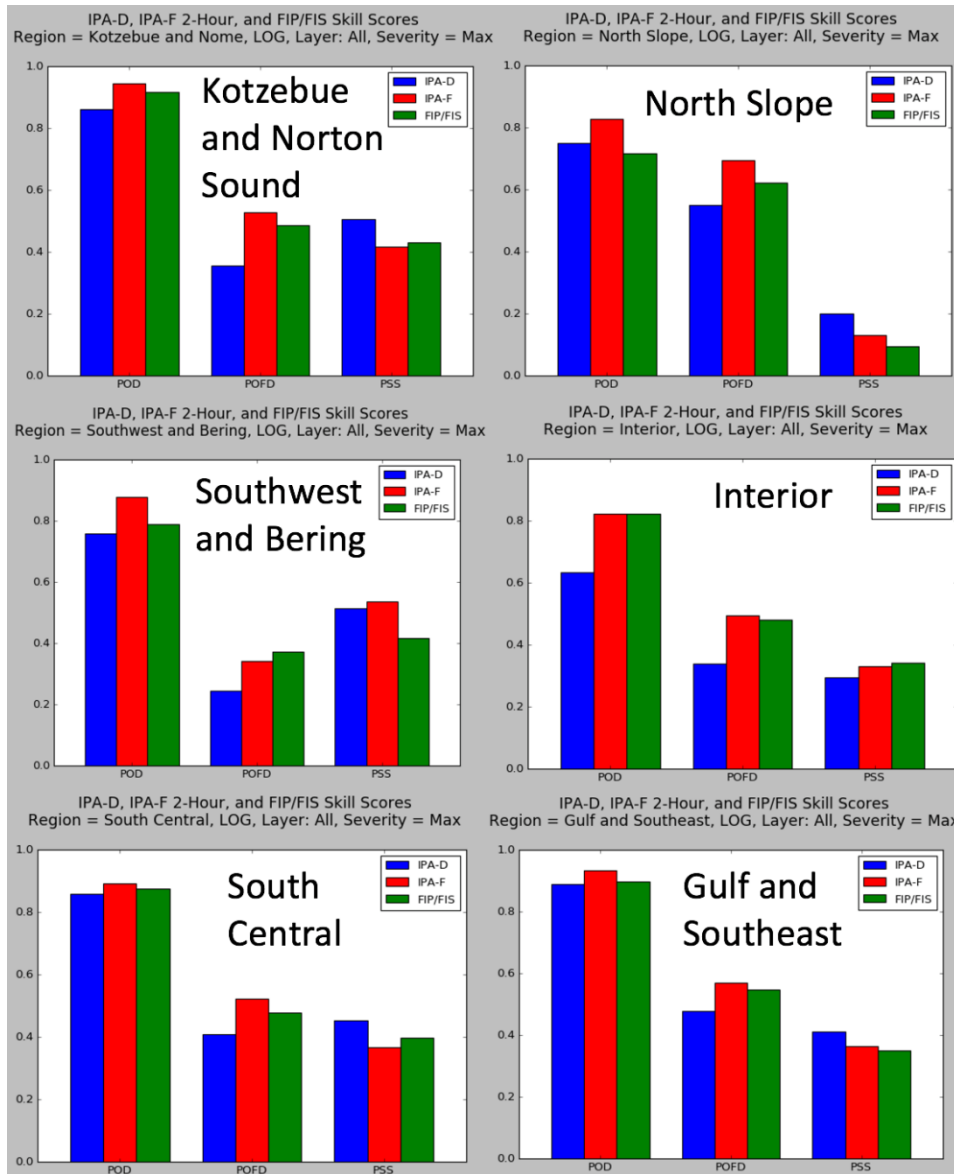 IPA-D, IPA-F 2-Hour, and FIP/FIS Skill Scores
Region = Kotzebue and Nome, LOG, Layer: All, Severity = Max
1.0
0.8
0.6
0.4
0.2
0.0
Kotzebue
and Norton
Sound
IPA-D
IPA-F
FIP/FIS
POD
POFD
PSS
IPA-D, IPA-F 2-Hour, and FIP/FIS Skill Scores
Region = North Slope, LOG, Layer: All, Severity = Max
1.0
0.8
0.6
0.4
0.2
0.0
North Slope
IPA-D
IPA-F
FIP/FIS
POD
POFD
PSS
IPA-D, IPA-F 2-Hour, and FIP/FIS Skill Scores
Region = Southwest and Bering, LOG, Layer: All, Severity = Max
1.0
0.8
0.6
0.4
0.2
0.0
Southwest
and Bering
IPA-D
IPA-F
FIP/FIS
POD
POFD
PSS
IPA-D, IPA-F 2-Hour, and FIP/FIS Skill Scores
Region = Interior, LOG, Layer: All, Severity = Max
1.0
0.8
0.6
0.4
0.2
0.0
Interior
IPA-D
IPA-F
FIP/FIS
POD
POFD
PSS
IPA-D, IPA-F 2-Hour, and FIP/FIS Skill Scores
Region = South Central, LOG, Layer: All, Severity = Max
1.0
0.8
0.6
0.4
0.2
0.0
South
Central
IPA-D
IPA-F
FIP/FIS
POD
POFD
PSS
IPA-D, IPA-F 2-Hour, and FIP/FIS Skill Scores
Region = Gulf and Southeast, LOG, Layer: All, Severity = Max
1.0
0.8
0.6
0.4
0.2
0.0
Gulf and
Southeast
IPA-D
IPA-F
FIP/FIS
POD
POFD
PSS